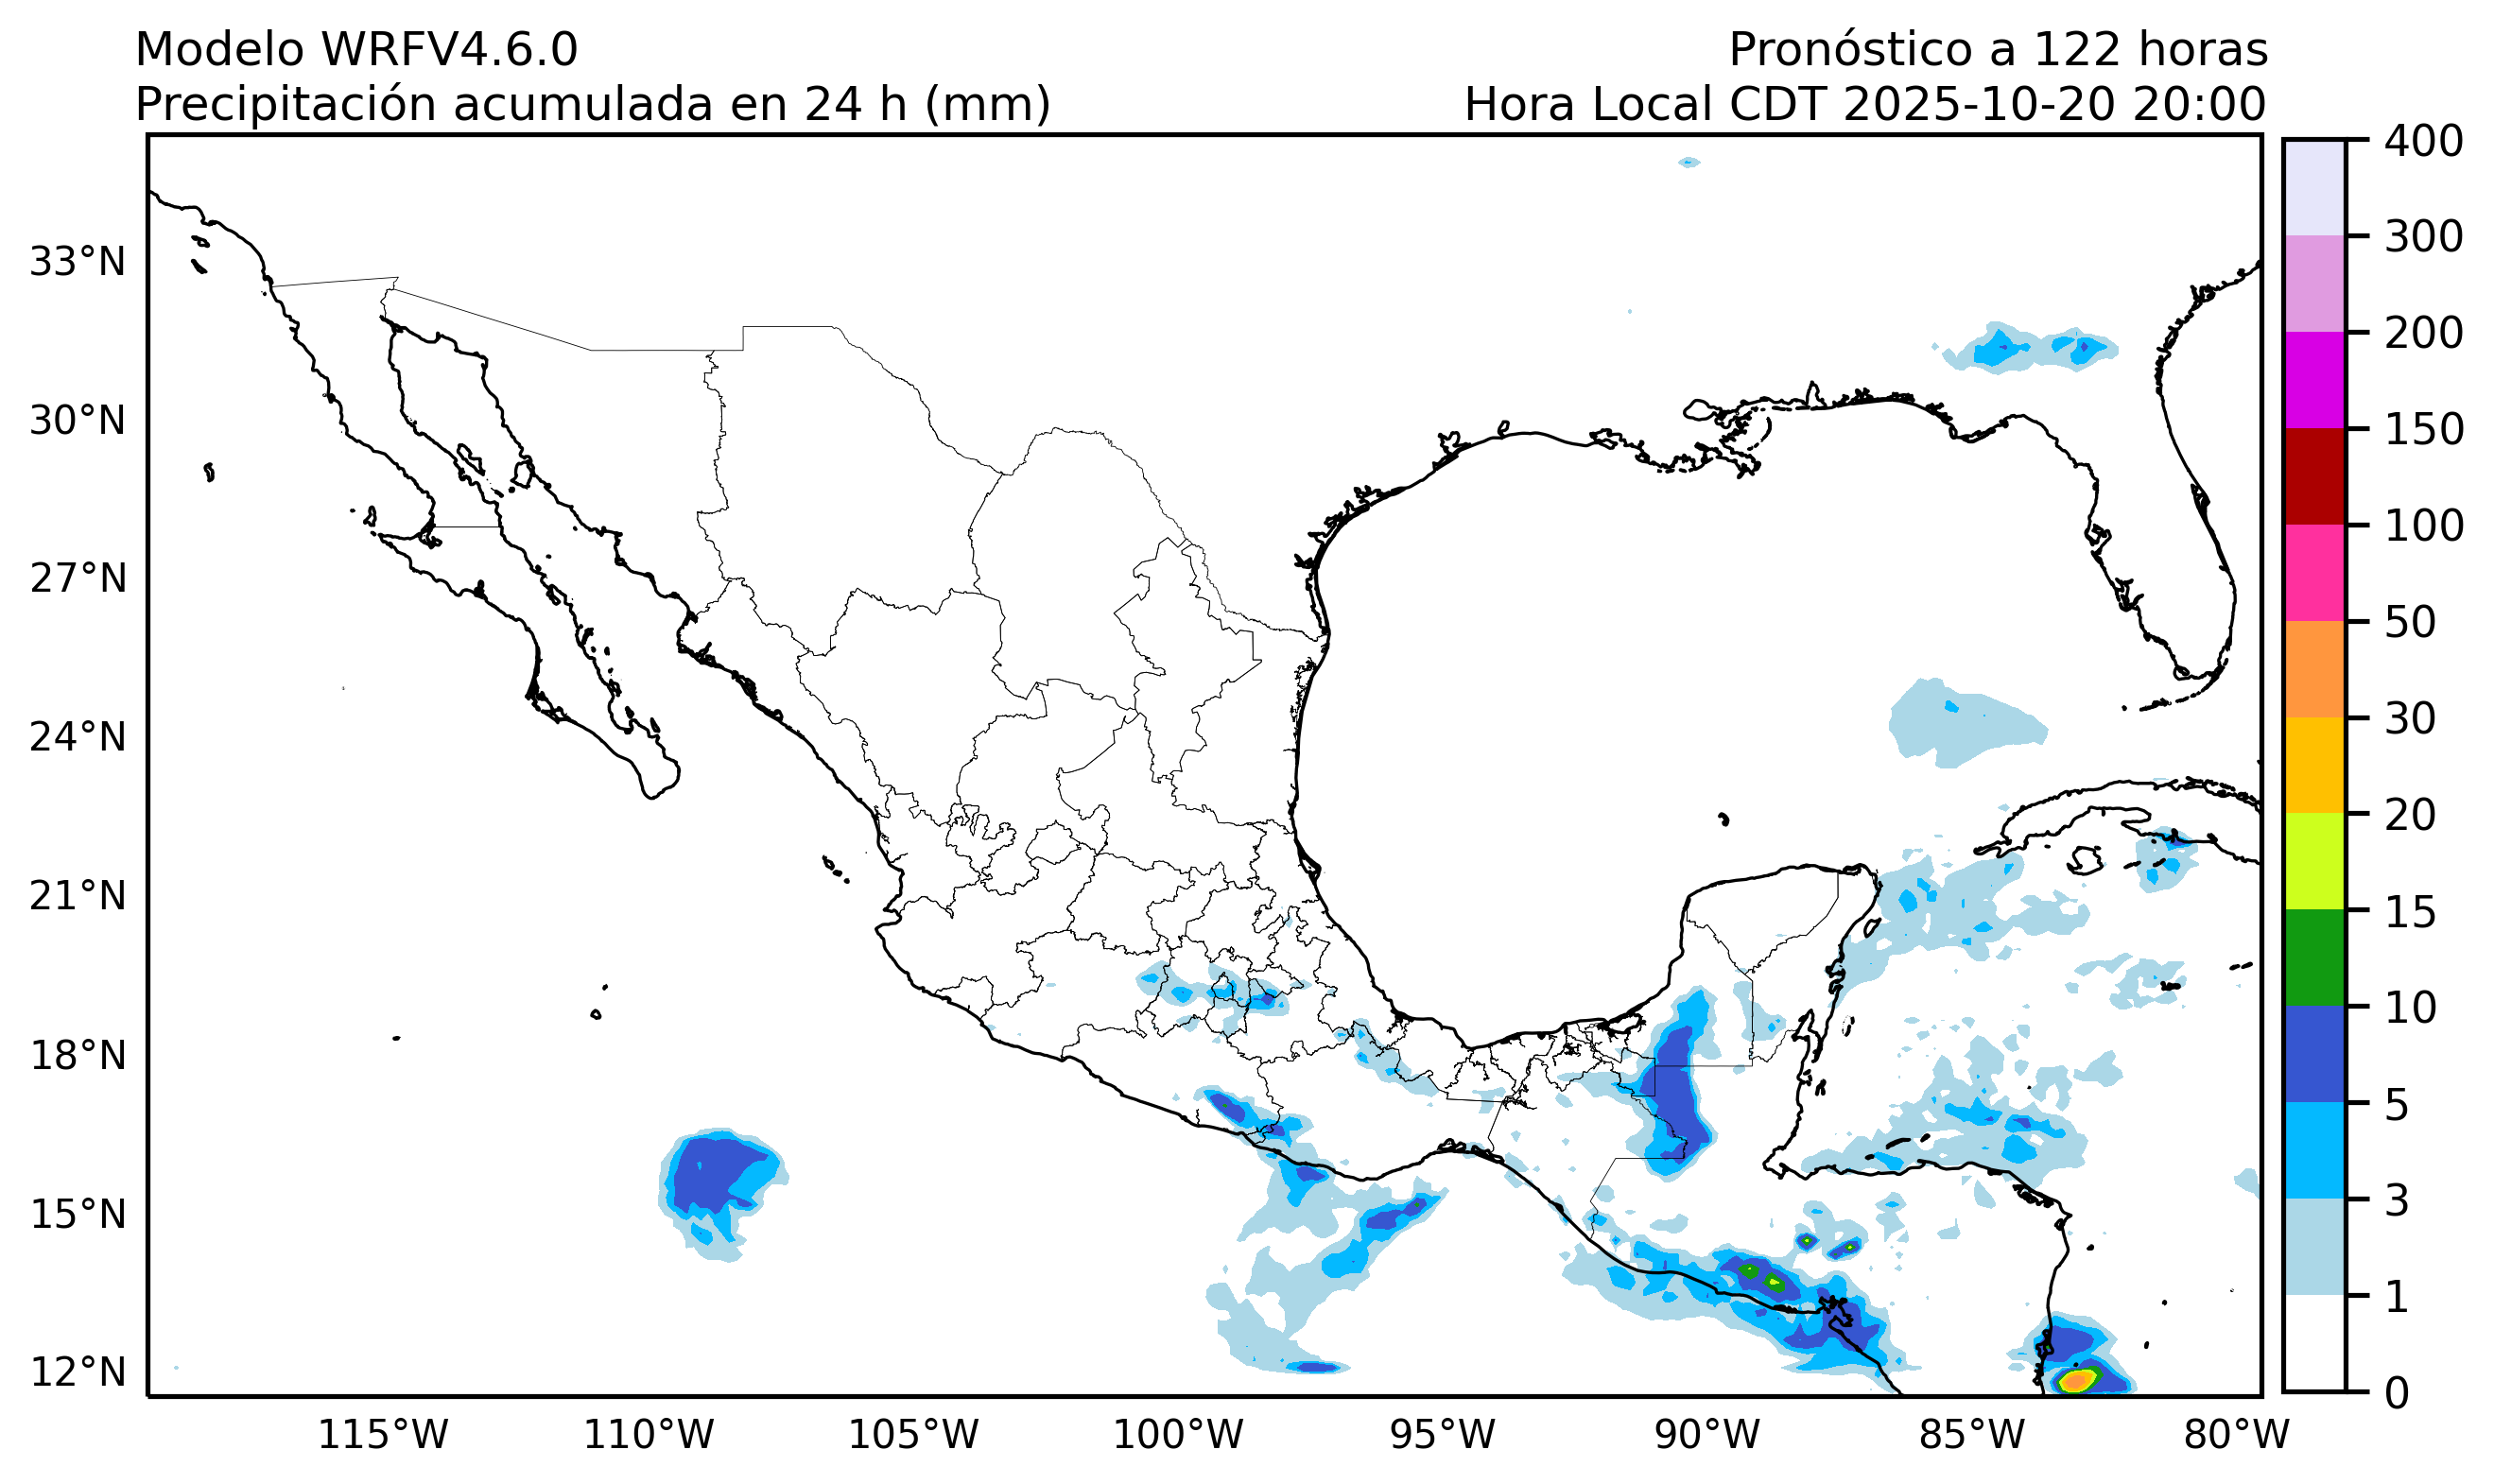 Modelo WRFV4.6.0
Pronóstico a 122 horas
Precipitación acumulada en 24 h (mm)
Hora Local CDT 2025-10-20 20:00
33°N
30°N
27°N
24°N
21°N
18°N
15°N
12°N
115°W
110°W
105°W
100°W
95°W
90°W
85°W
80°W
400
300
200
150
100
50
30
20
15
10
5
3
1
0